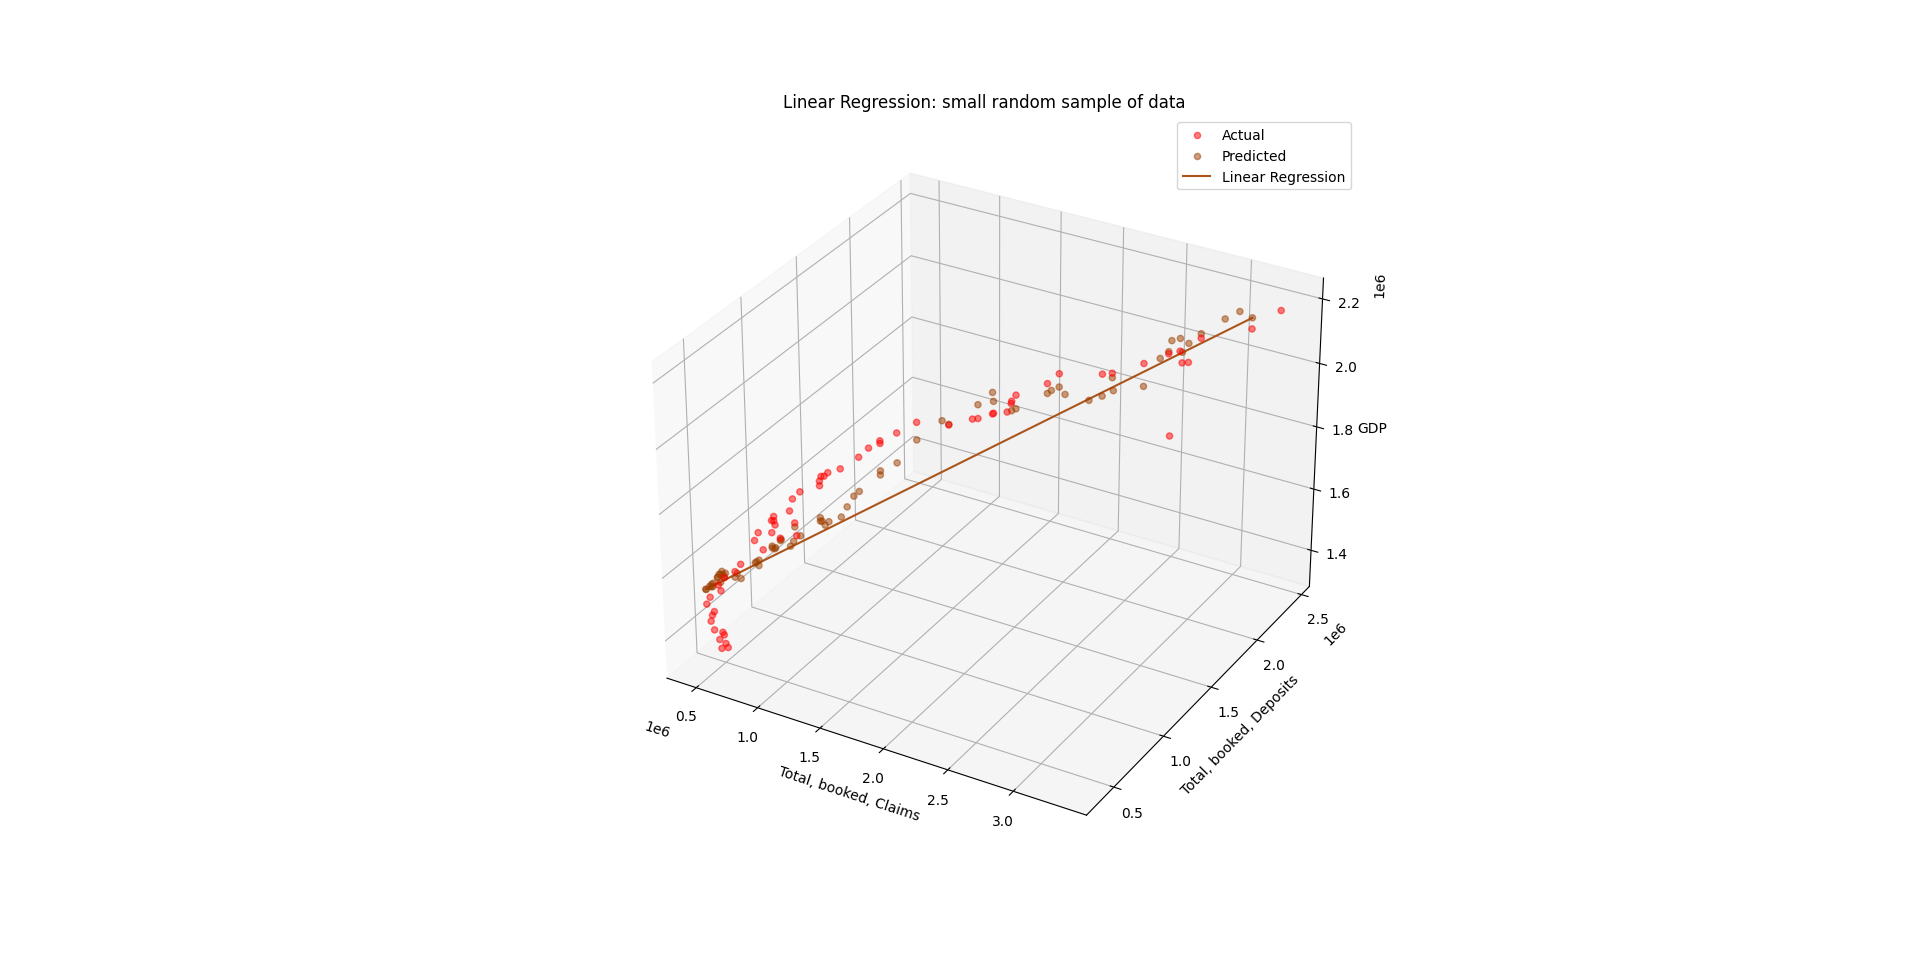 Linear Regression: small random sample of data
Actual
Predicted
Linear Regression
1e6
2.2
2.0
1.8
GDP
1.6
1.4
2.5
1e6
2.0
1.5
1.0
0.5
Total, booked, Deposits
0.5
1e6
1.0
1.5
2.0
2.5
3.0
Total, booked, Claims